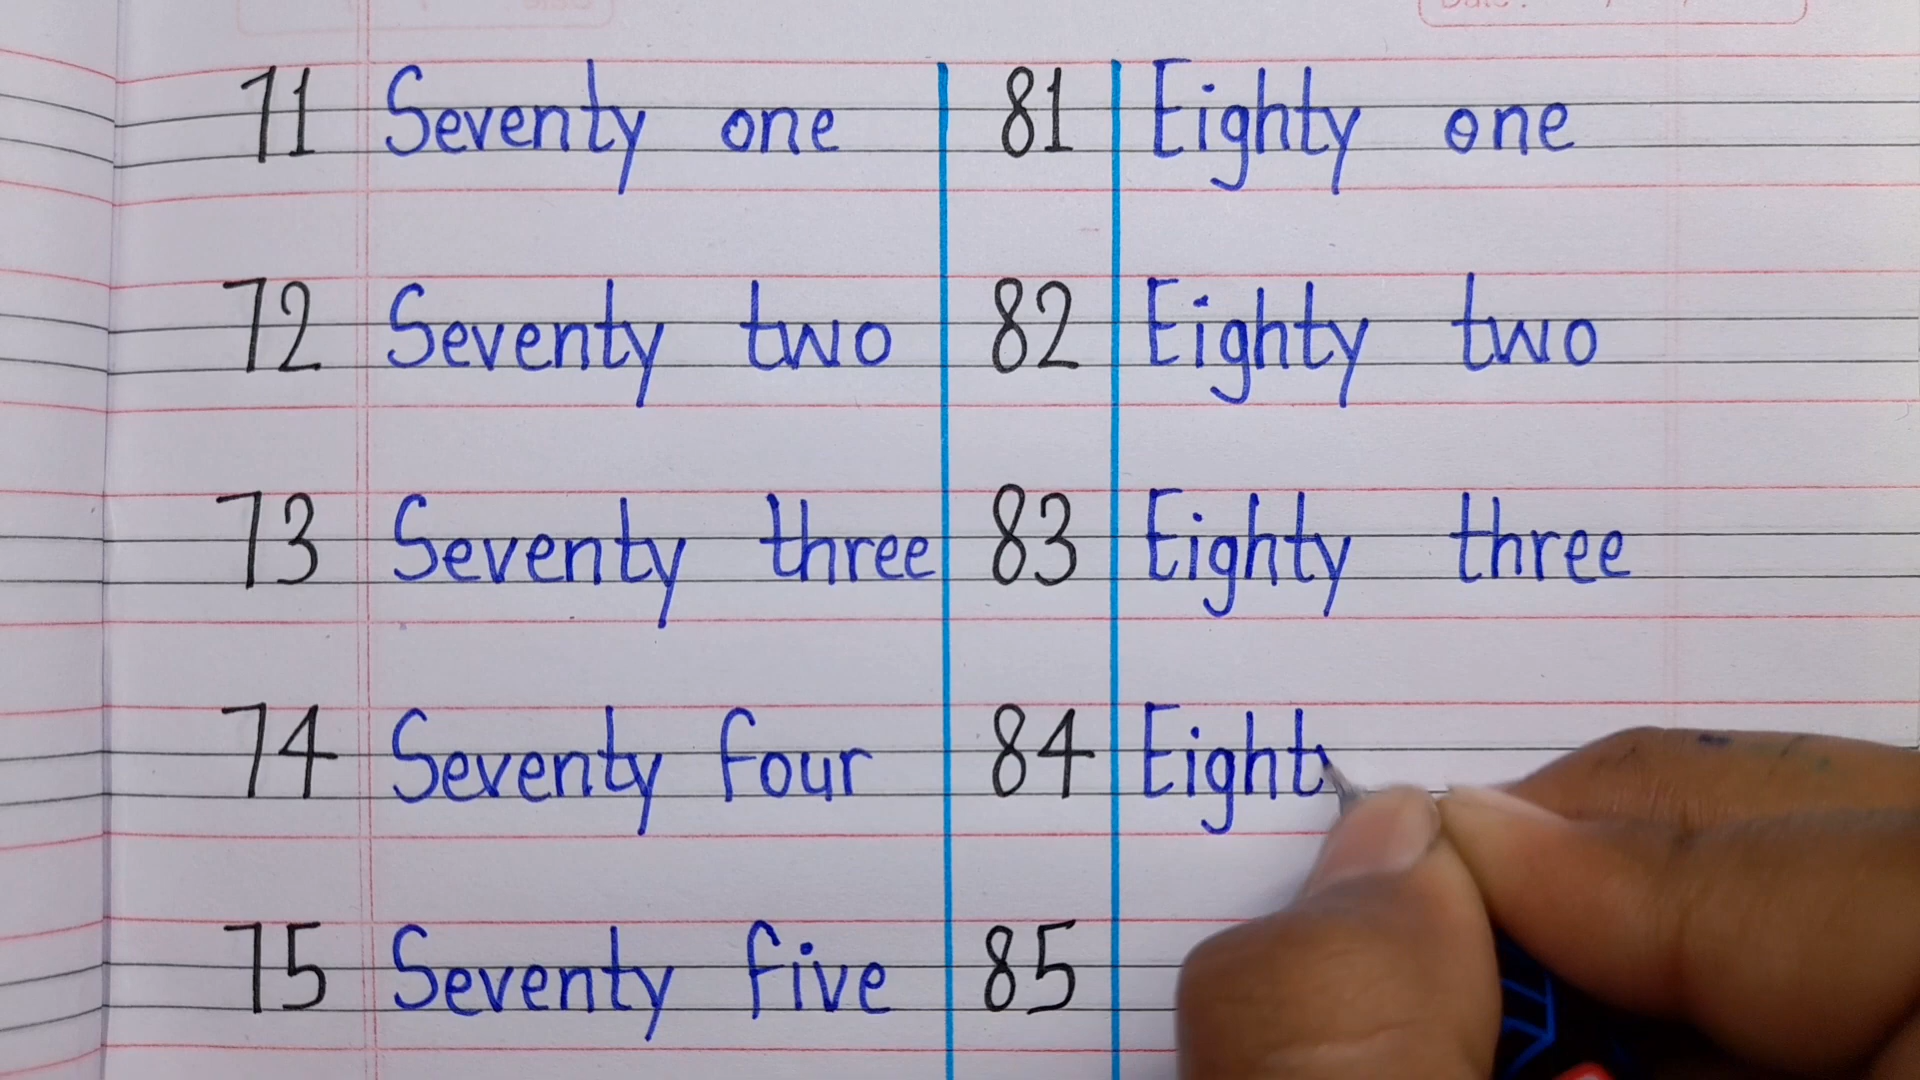 Date:
71 Seventy one 81 Eighty one
72 Seventy two 82 Eighty two
73 Seventy three 83 Eighty three
74 Seventy four 84 Eight
75 Seventy five 85